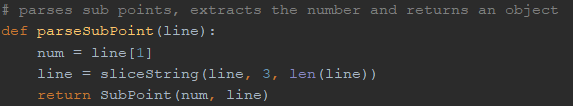 # parses sub points, extracts the number and returns an object
def parseSubPoint(line):
    num = line[1]
    line = sliceString(line, 3, len(line))
    return SubPoint(num, line)